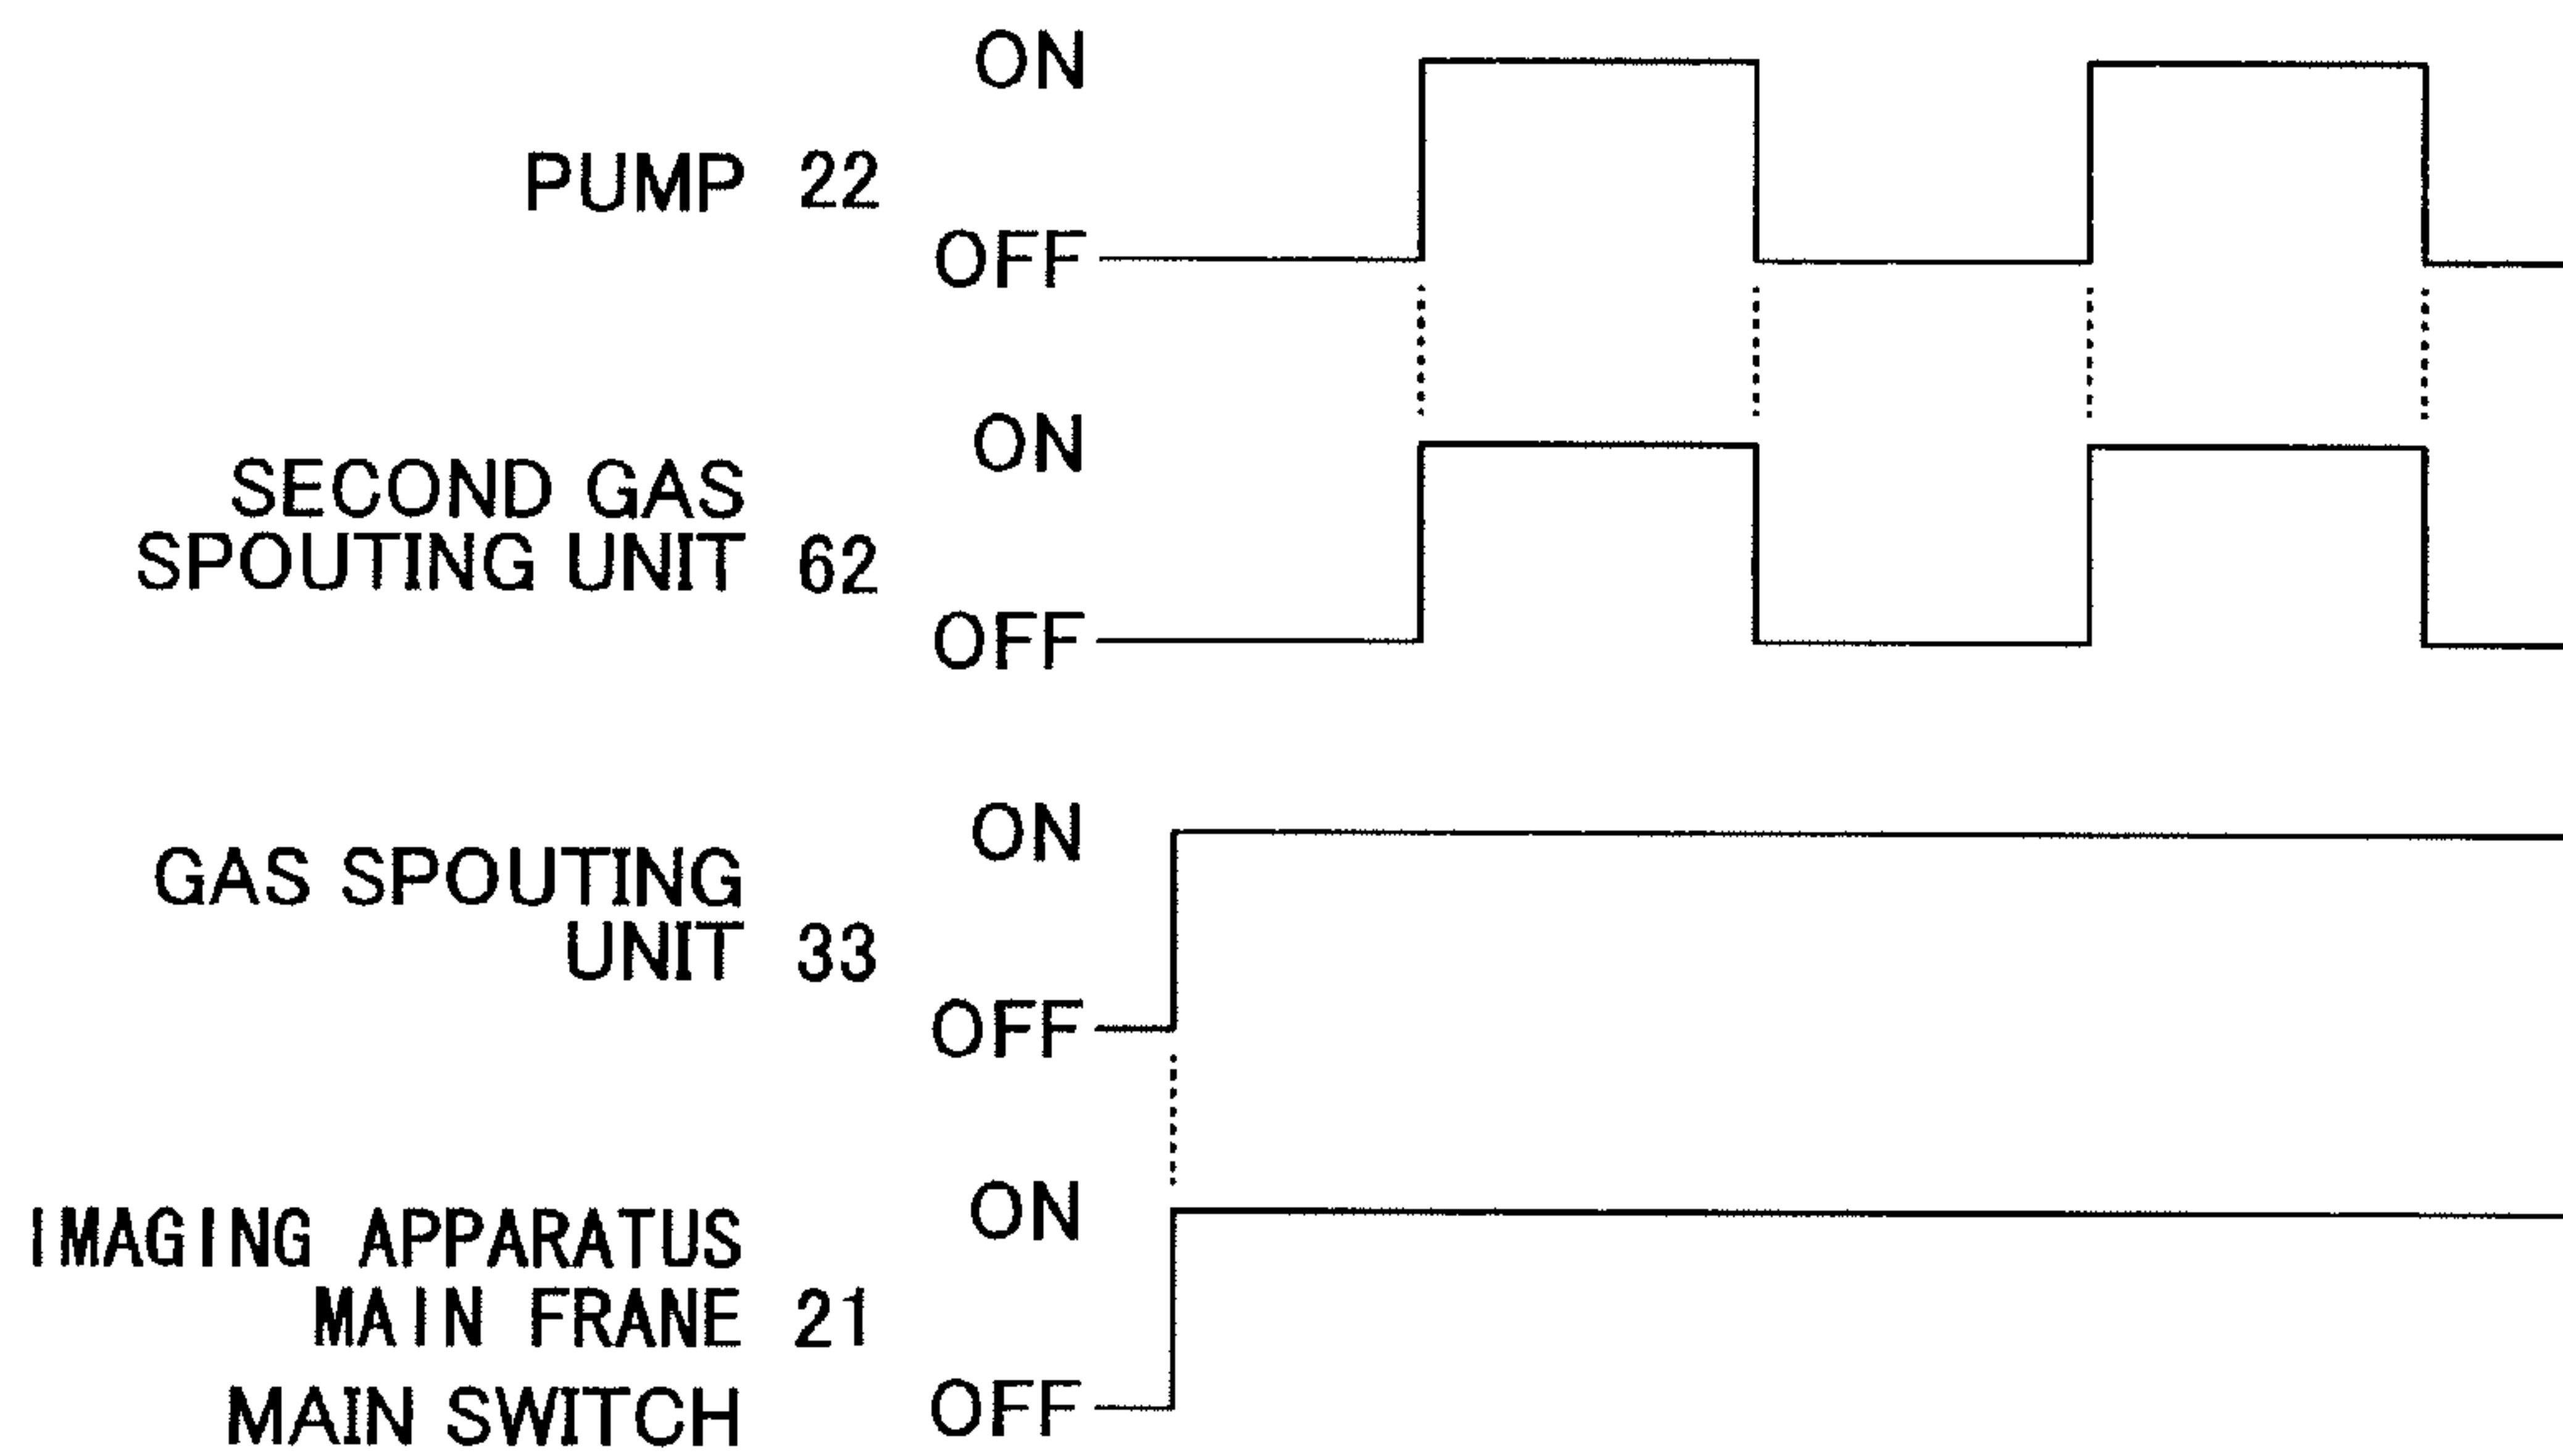 ON
PUMP 22
OFF
ON
SECOND GAS
SPOUTING UNIT 62
OFF
ON
GAS SPOUTING
UNIT 33
OFF
ON
IMAGING APPARATUS
MAIN FRANE 21
MAIN SWITCH
OFF